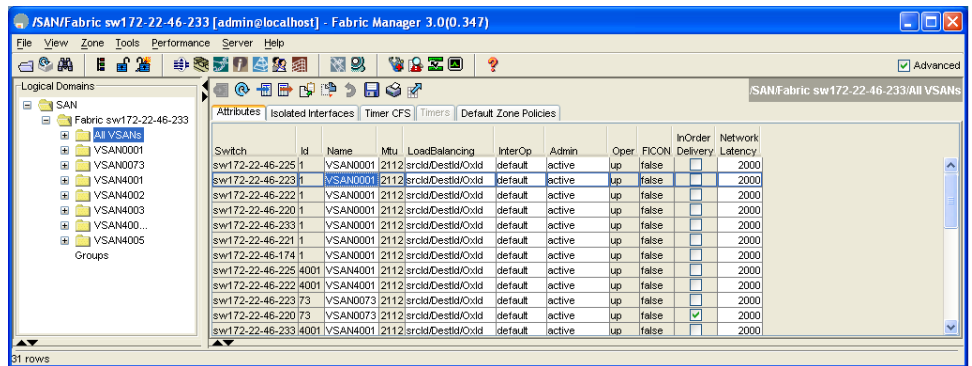 /SAN/Fabric sw172-22-46-233 [admin@localhost] - Fabric Manager 3.0(0.347)
File View Zone Tools Performance Server Help
Advanced
Logical Domains
/SAN/Fabric sw172-22-46-233/All VSANs
SAN
Fabric sw172-22-46-233
All VSANs
VSAN0001
VSAN0073
VSAN4001
VSAN4002
VSAN4003
VSAN400...
VSAN4005
Groups
Attributes Isolated Interfaces Timer CFS Timers Default Zone Policies
InOrder Network
Switch Id Name Mtu LoadBalancing InterOp Admin Oper FICON Delivery Latency
sw172-22-46-225 1 VSAN0001 2112 srcId/DestId/OxId default active up false 2000
sw172-22-46-223 1 VSAN0001 2112 srcId/DestId/OxId default active up false 2000
sw172-22-46-222 1 VSAN0001 2112 srcId/DestId/OxId default active up false 2000
sw172-22-46-220 1 VSAN0001 2112 srcId/DestId/OxId default active up false 2000
sw172-22-46-233 1 VSAN0001 2112 srcId/DestId/OxId default active up false 2000
sw172-22-46-221 1 VSAN0001 2112 srcId/DestId/OxId default active up false 2000
sw172-22-46-174 1 VSAN0001 2112 srcId/DestId/OxId default active up false 2000
sw172-22-46-225 4001 VSAN4001 2112 srcId/DestId/OxId default active up false 2000
sw172-22-46-222 4001 VSAN4001 2112 srcId/DestId/OxId default active up false 2000
sw172-22-46-223 73 VSAN0073 2112 srcId/DestId/OxId default active up false 2000
sw172-22-46-220 73 VSAN0073 2112 srcId/DestId/OxId default active up false 2000
sw172-22-46-233 4001 VSAN4001 2112 srcId/DestId/OxId default active up false 2000
31 rows